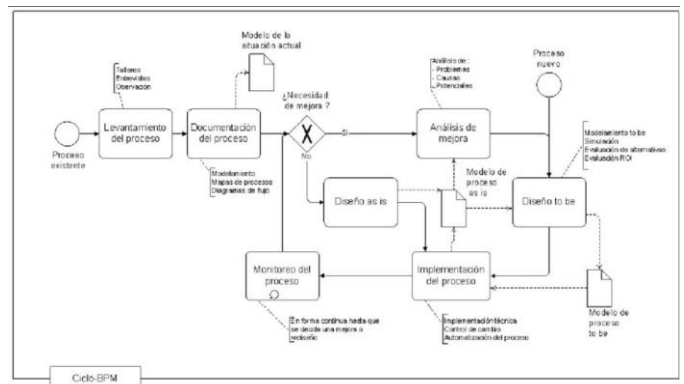 Modelo de la
situación actual
Talleres
Entrevistas
Obervación
¿Necesidad
de mejora ?
Análisis de :
- Problemas
- Causas
Potenciales
Proceso
nuevo
Levantamiento
del proceso
Documentación
del proceso
Análisis de
mejora
Proceso
existente
Si
No
Modelamiento to be
Simulación
Evaluación de alternativas
Evaluación ROI
Modelamiento
Mapas de procesos
Diagramas de flujo
Modelo de
proceso
as is
Diseño as is
Diseño to be
Monitoreo del
proceso
Implementación
del proceso
Modelo de
proceso
to be
En forma continua hasta que
se decida una mejora o
rediseño
Implementación técnica
Control de cambio
Automatización del proceso
Ciclo-BPM